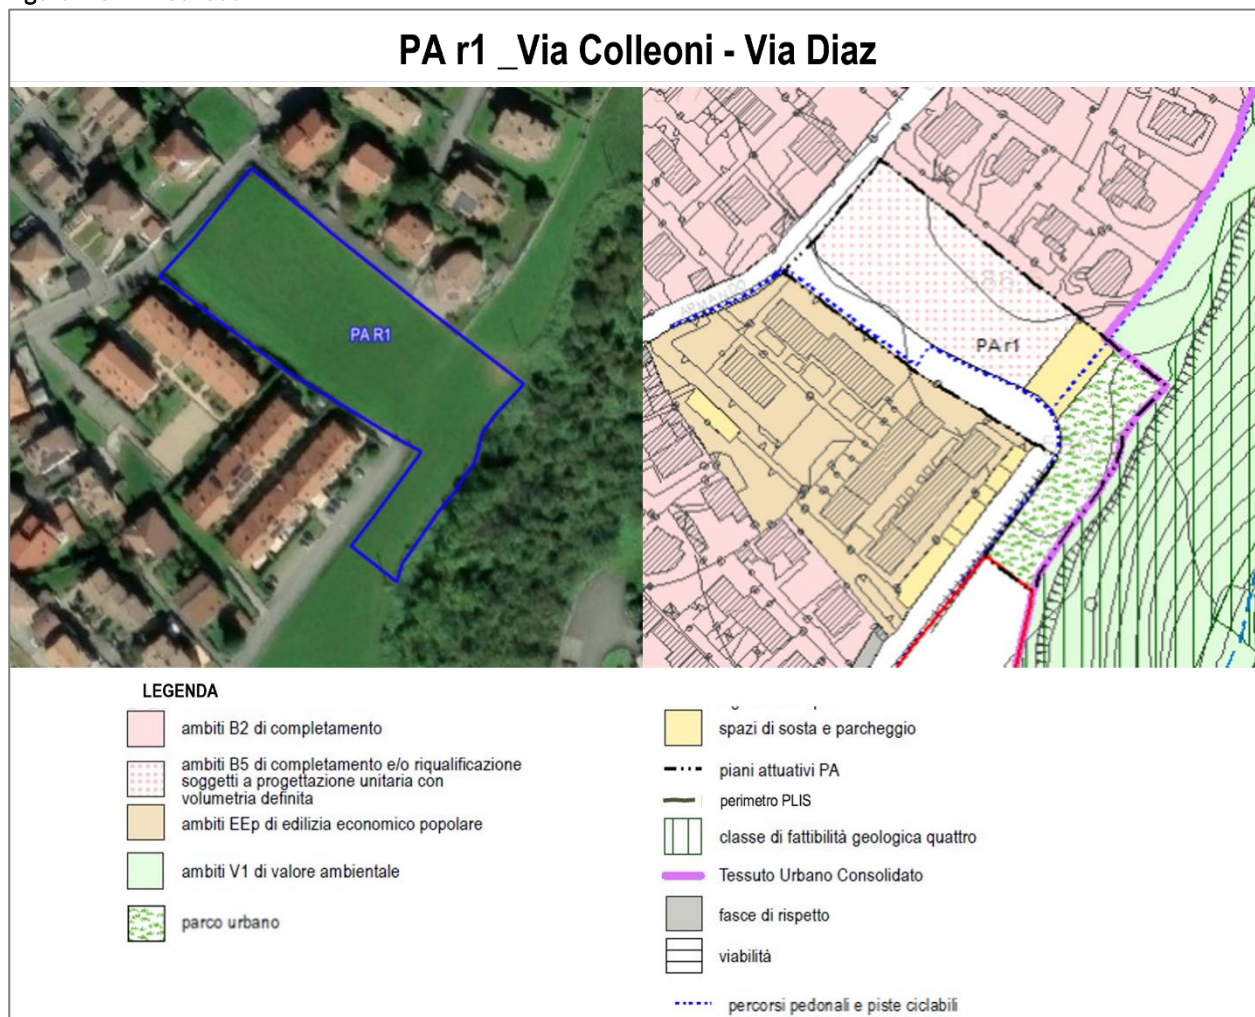 PA r1 _Via Colleoni - Via Diaz
PA R1
ARMANDO
PA r1
LEGENDA
ambiti B2 di completamento
ambiti B5 di completamento e/o riqualificazione
soggetti a progettazione unitaria con
volumetria definita
ambiti EEp di edilizia economico popolare
ambiti V1 di valore ambientale
parco urbano
spazi di sosta e parcheggio
piani attuativi PA
perimetro PLIS
classe di fattibilità geologica quattro
Tessuto Urbano Consolidato
fasce di rispetto
viabilità
percorsi pedonali e piste ciclabili